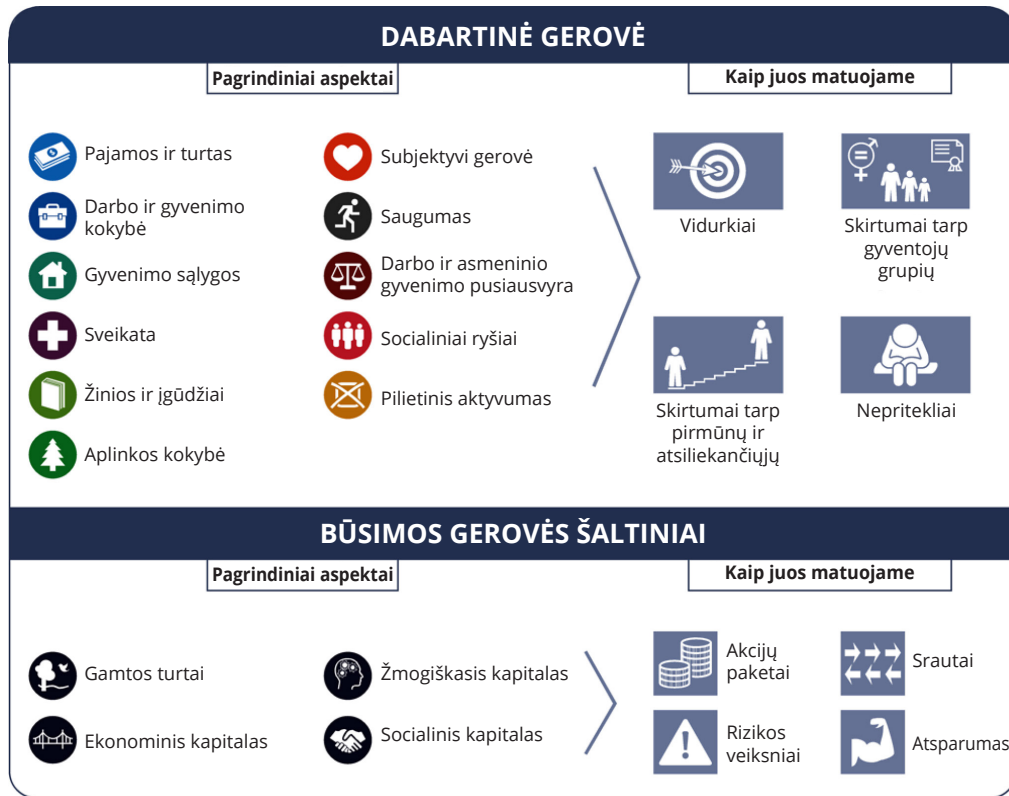 DABARTINĖ GEROVĖ
Pagrindiniai aspektai
Kaip juos matuojame
Pajamos ir turtas
Darbo ir gyvenimo
kokybė
Gyvenimo sąlygos
Sveikata
Žinios ir įgūdžiai
Aplinkos kokybė
Subjektyvi gerovė
Saugumas
Darbo ir asmeninio
gyvenimo pusiausvyra
Socialiniai ryšiai
Pilietinis aktyvumas
Vidurkiai
Skirtumai tarp
gyventojų
grupių
Skirtumai tarp
pirmūnų ir
atsiliekančiųjų
Nepritekliai
BŪSIMOS GEROVĖS ŠALTINIAI
Pagrindiniai aspektai
Kaip juos matuojame
Gamtos turtai
Ekonominis kapitalas
Žmogiškasis kapitalas
Socialinis kapitalas
Akcijų
paketai
Srautai
Rizikos
veiksniai
Atsparumas